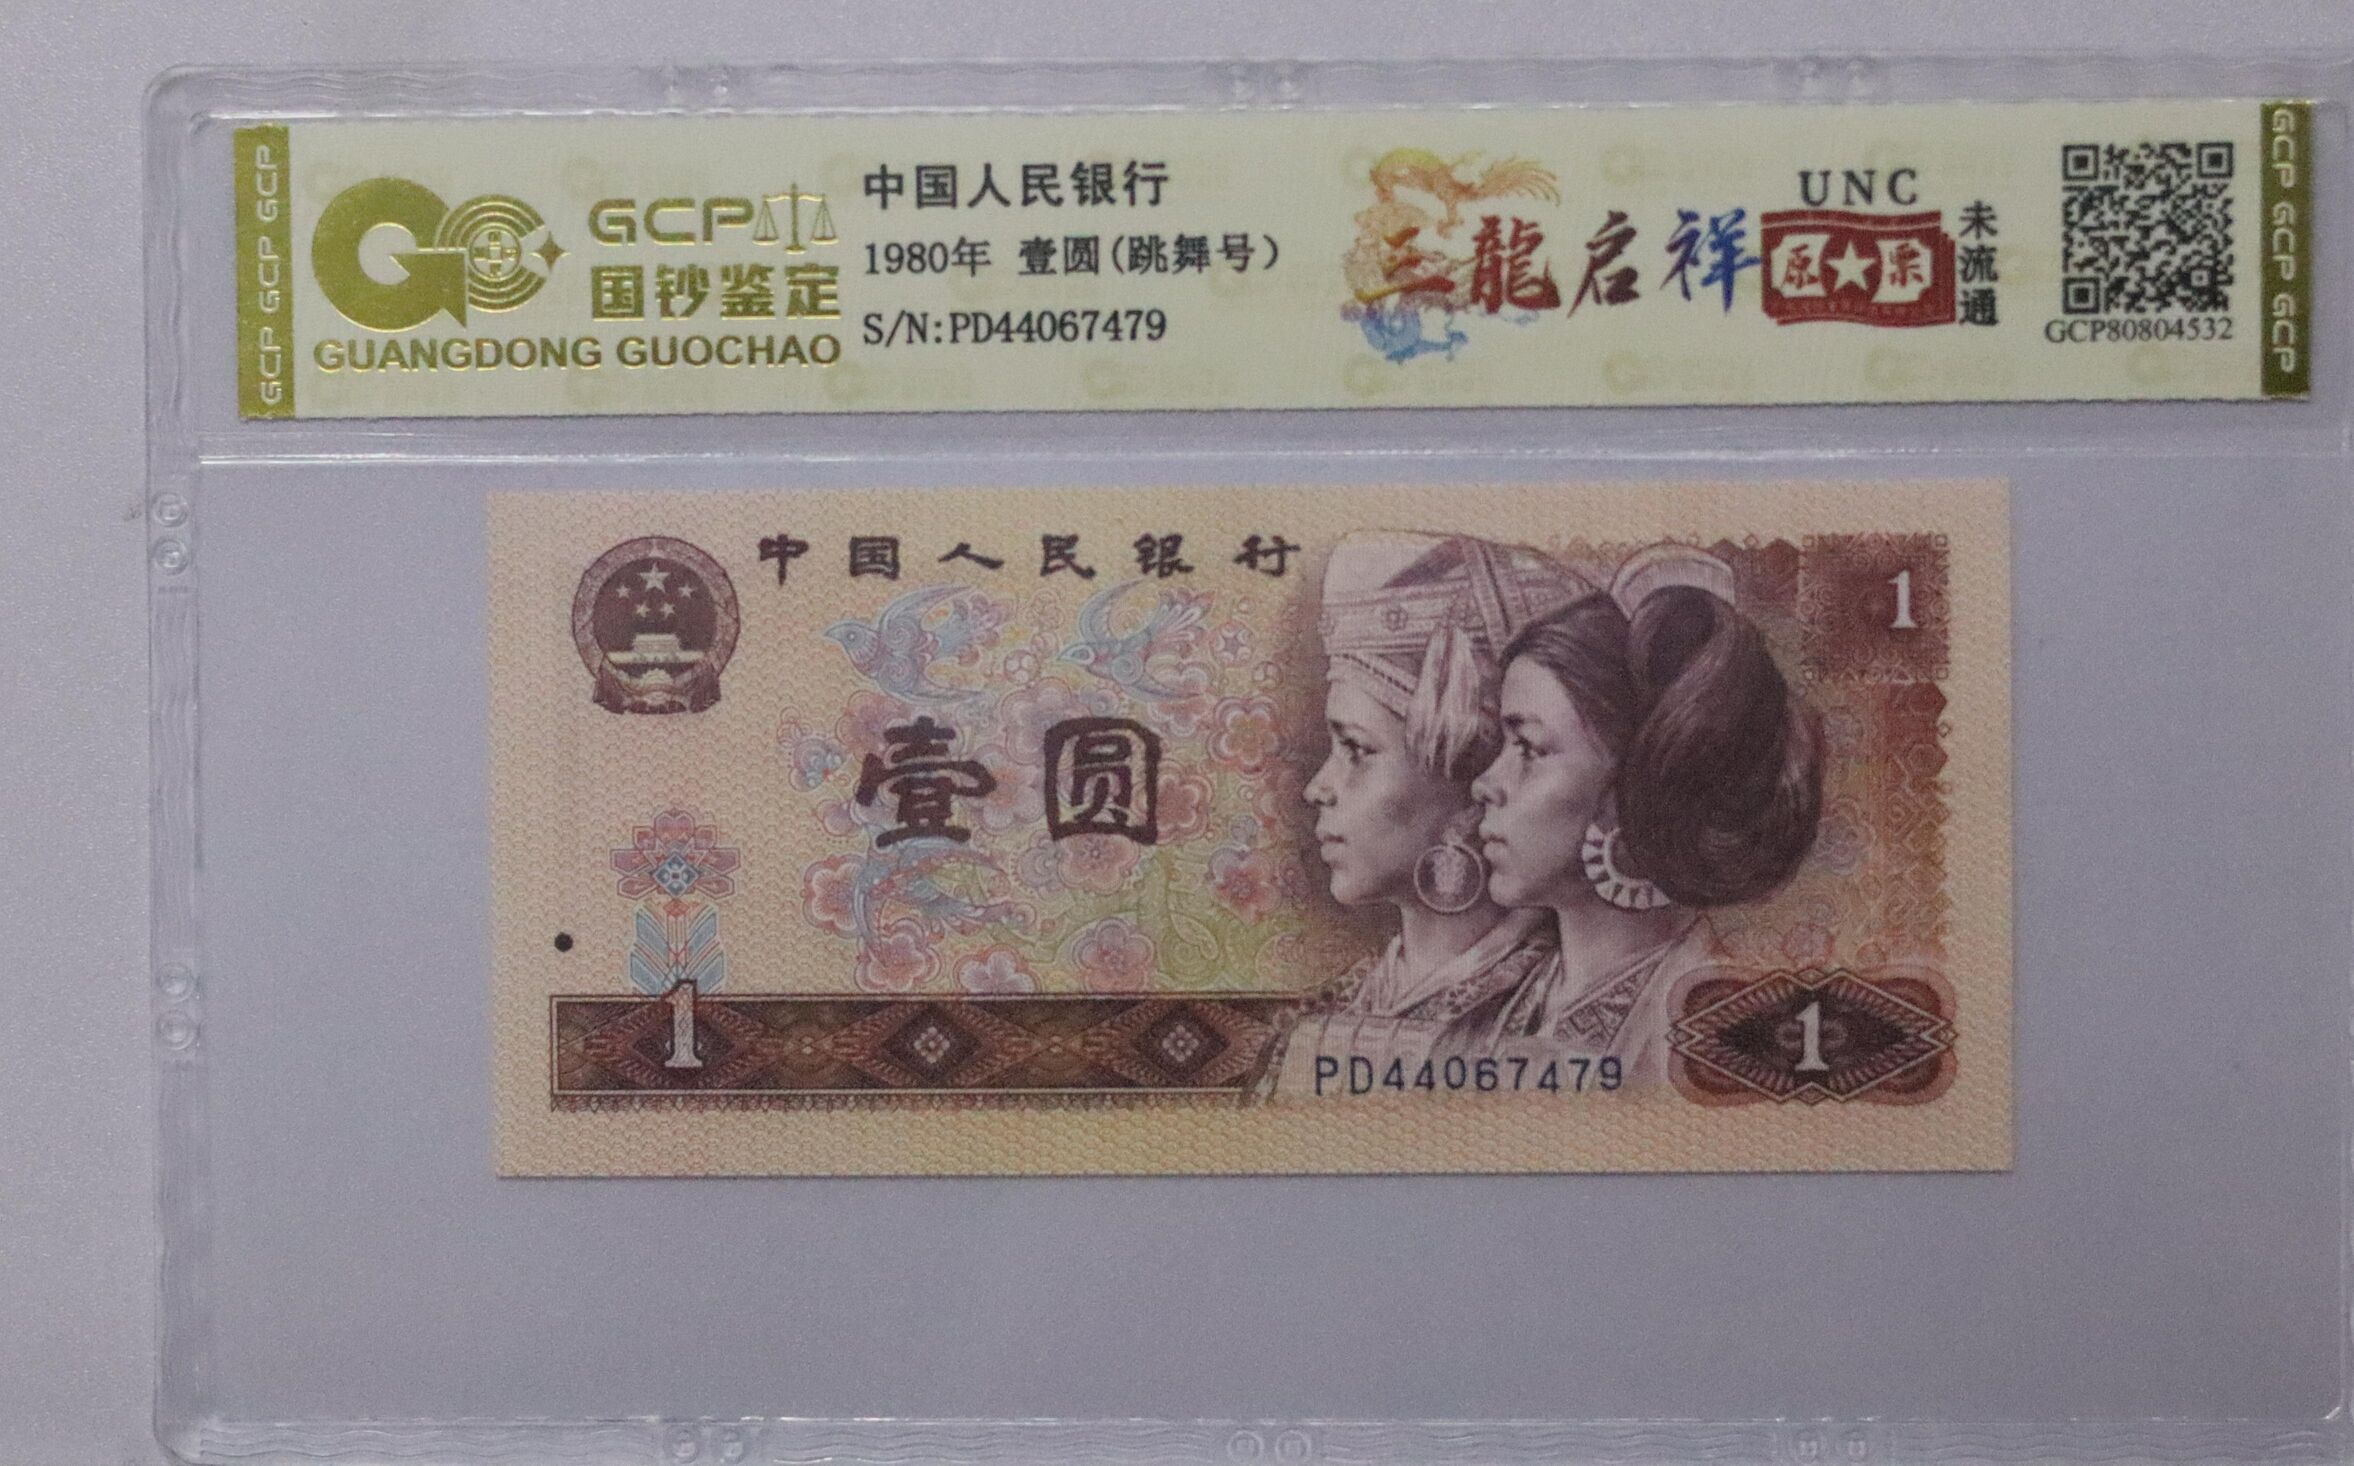 GCP GCP GCP
GCP
国钞鉴定
GUANGDONG GUOCHAO
中国人民银行
1980年 壹圆(跳舞号)
S/N:PD44067479
三龍启祥
UNC
原★票
未流通
GCP80804532
GCP GCP GCP
中国人民银行
1
壹圆
1
PD44067479
1